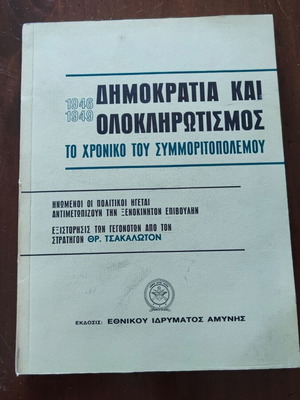 1946 ΔΗΜΟΚΡΑΤΙΑ ΚΑΙ
1949 ΟΛΟΚΛΗΡΩΤΙΣΜΟΣ
ΤΟ ΧΡΟΝΙΚΟ ΤΟΥ ΣΥΜΜΟΡΙΤΟΠΟΛΕΜΟΥ
ΗΝΩΜΕΝΟΙ ΟΙ ΠΟΛΙΤΙΚΟΙ ΗΓΕΤΑΙ
ΑΝΤΙΜΕΤΩΠΙΖΟΥΝ ΤΗΝ ΞΕΝΟΚΙΝΗΤΟΝ ΕΠΙΒΟΥΛΗΝ
ΕΞΙΣΤΟΡΗΣΙΣ ΤΩΝ ΓΕΓΟΝΟΤΩΝ ΑΠΟ ΤΟΝ
ΣΤΡΑΤΗΓΟΝ ΘΡ. ΤΣΑΚΑΛΩΤΟΝ
ΕΚΔΟΣΙΣ: ΕΘΝΙΚΟΥ ΙΔΡΥΜΑΤΟΣ ΑΜΥΝΗΣ